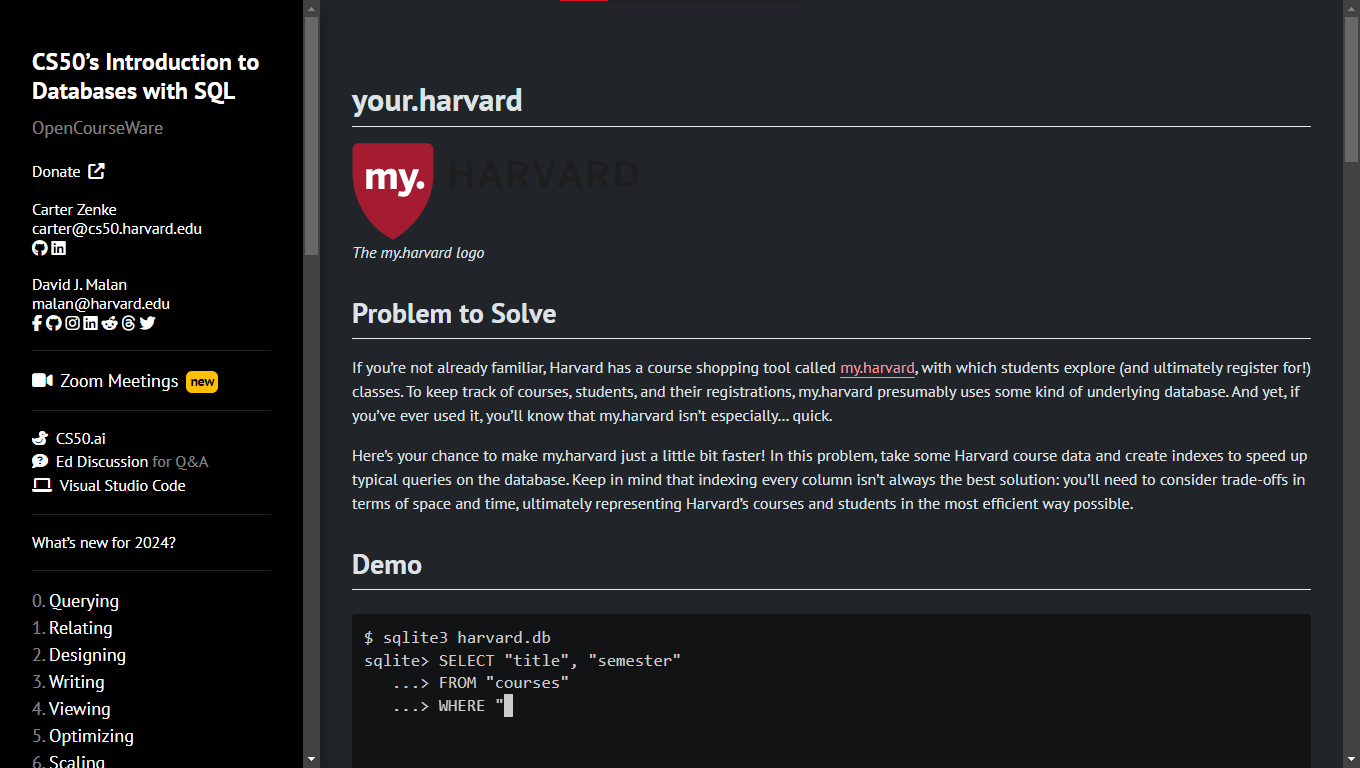 CS50’s Introduction to
Databases with SQL
OpenCourseWare
Donate
Carter Zenke
carter@cs50.harvard.edu
David J. Malan
malan@harvard.edu
Zoom Meetings new
CS50.ai
Ed Discussion for Q&A
Visual Studio Code
What’s new for 2024?
0. Querying
1. Relating
2. Designing
3. Writing
4. Viewing
5. Optimizing
6. Scaling
your.harvard
my. HARVARD
The my.harvard logo
Problem to Solve
If you’re not already familiar, Harvard has a course shopping tool called my.harvard, with which students explore (and ultimately register for!)
classes. To keep track of courses, students, and their registrations, my.harvard presumably uses some kind of underlying database. And yet, if
you’ve ever used it, you’ll know that my.harvard isn’t especially… quick.
Here’s your chance to make my.harvard just a little bit faster! In this problem, take some Harvard course data and create indexes to speed up
typical queries on the database. Keep in mind that indexing every column isn’t always the best solution: you’ll need to consider trade-offs in
terms of space and time, ultimately representing Harvard’s courses and students in the most efficient way possible.
Demo
$ sqlite3 harvard.db
sqlite> SELECT "title", "semester"
...> FROM "courses"
...> WHERE "